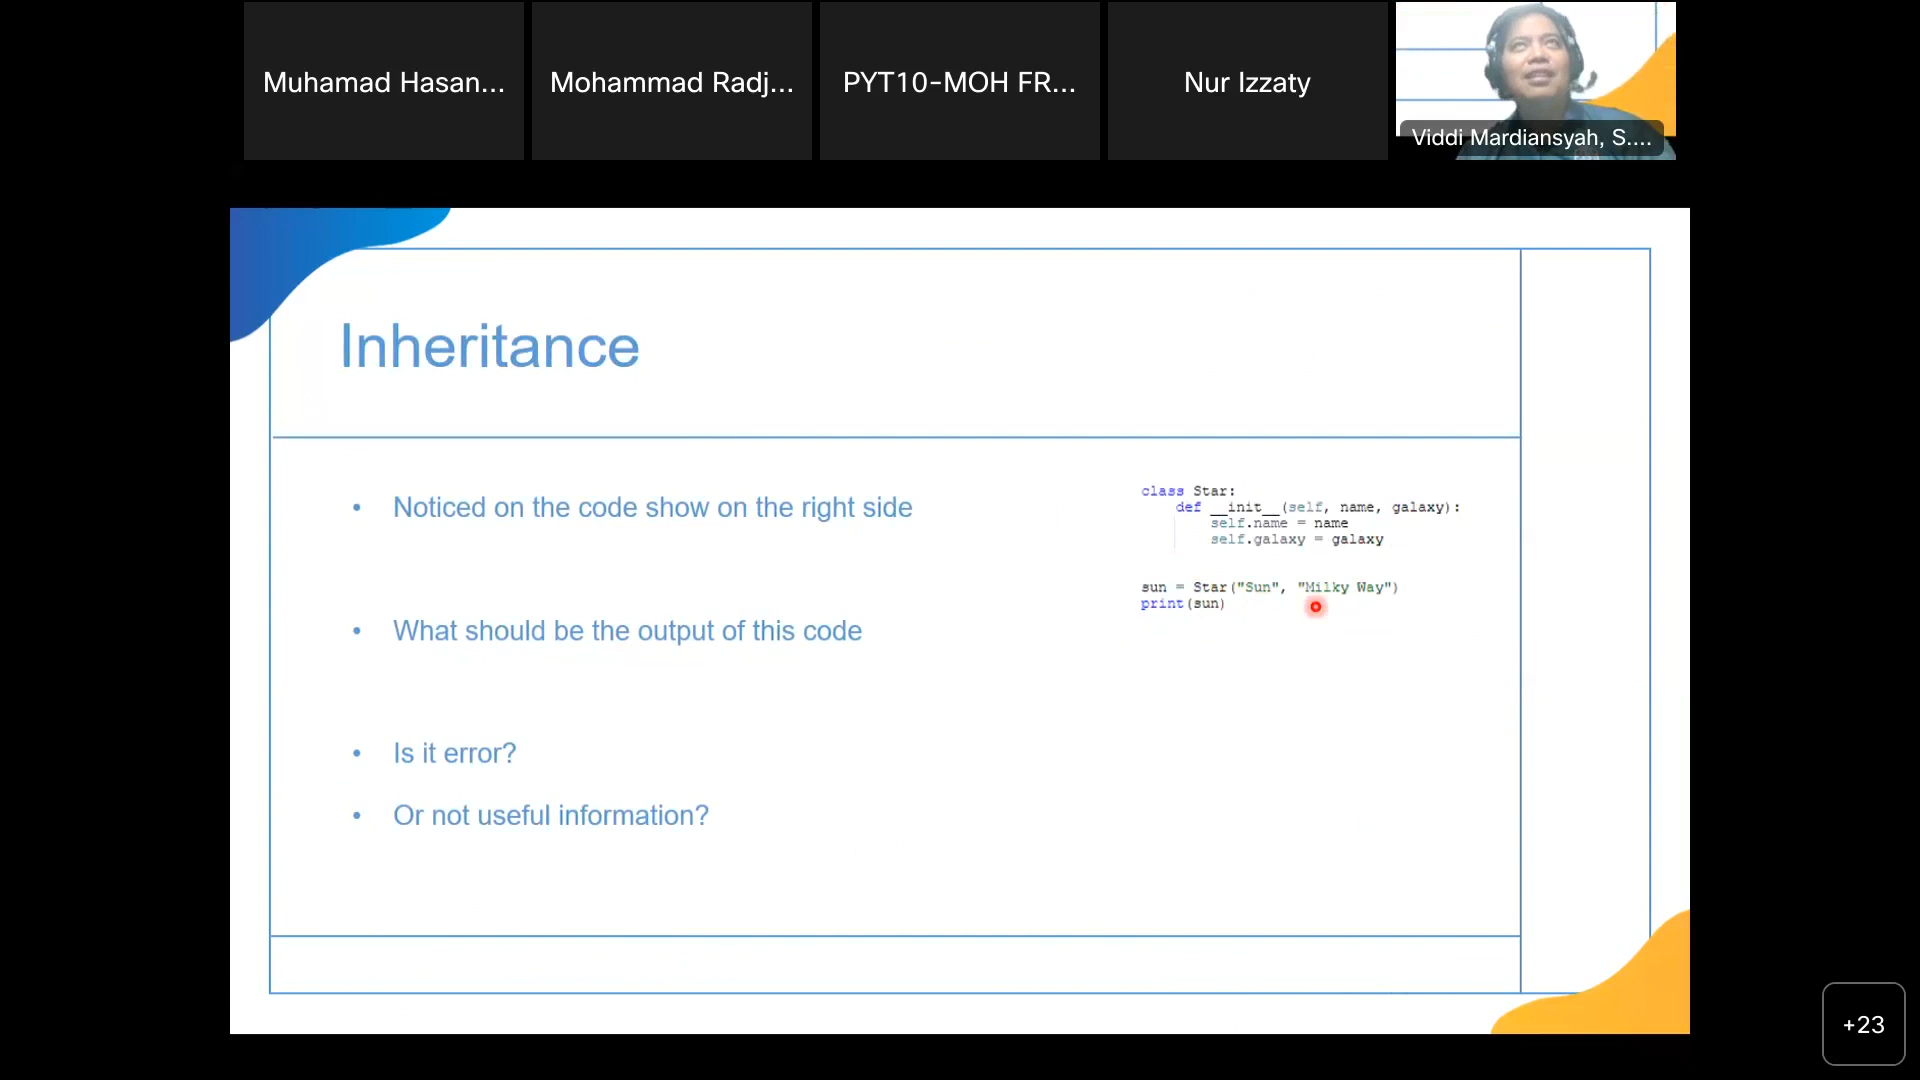 Muhamad Hasan...
Mohammad Radj...
PYT10-MOH FR...
Nur Izzaty
Viddi Mardiansyah, S....
Inheritance
• Noticed on the code show on the right side
• What should be the output of this code
• Is it error?
• Or not useful information?
class Star:
    def __init__(self, name, galaxy):
        self.name = name
        self.galaxy = galaxy
sun = Star("Sun", "Milky Way")
print(sun)
+23